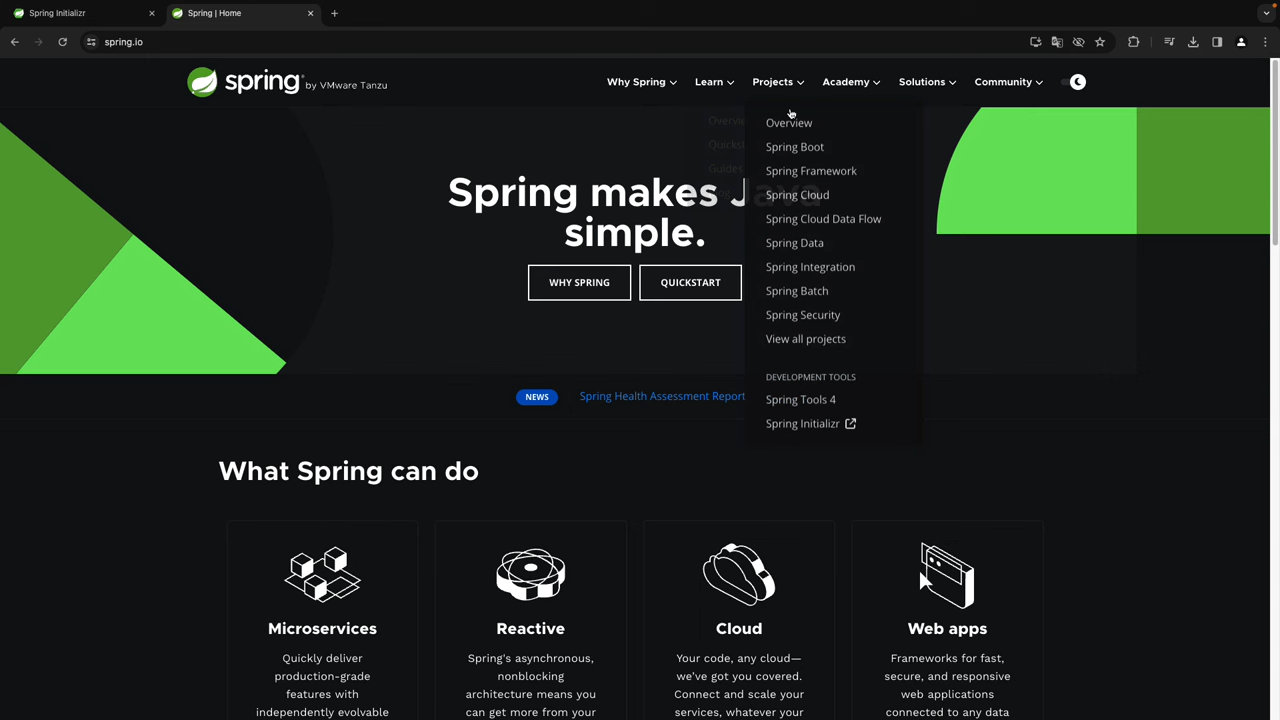 Spring Initializr
Spring | Home
spring.io
spring by VMware Tanzu
Why Spring
Learn
Projects
Academy
Solutions
Community
Overview
Quickst
Guides
Overview
Spring Boot
Spring Framework
Spring Cloud
Spring Cloud Data Flow
Spring Data
Spring Integration
Spring Batch
Spring Security
View all projects
DEVELOPMENT TOOLS
Spring Tools 4
Spring Initializr
Spring makes Java
simple.
WHY SPRING
QUICKSTART
NEWS
Spring Health Assessment Report
What Spring can do
Microservices
Quickly deliver
production-grade
features with
independently evolvable
Reactive
Spring's asynchronous,
nonblocking
architecture means you
can get more from your
Cloud
Your code, any cloud—
we've got you covered.
Connect and scale your
services, whatever your
Web apps
Frameworks for fast,
secure, and responsive
web applications
connected to any data